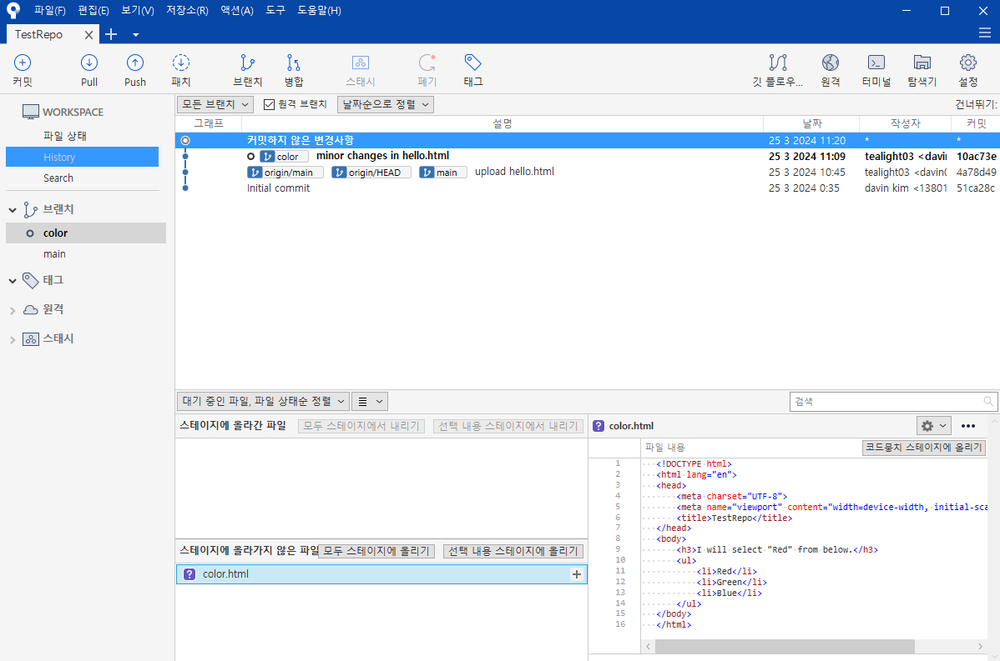 파일(F) 편집(E) 보기(V) 저장소(R) 액션(A) 도구 도움말(H)
TestRepo
커밋 Pull Push 패치 브랜치 병합 스태시 폐기 태그 깃 플로우... 원격 터미널 탐색기 설정
WORKSPACE
파일 상태
History
Search
브랜치
color
main
태그
원격
스태시
모든 브랜치 원격 브랜치 날짜순으로 정렬 건너뛰기:
그래프 설명 날짜 작성자 커밋
커밋하지 않은 변경사항 25 3 2024 11:20 * *
color minor changes in hello.html 25 3 2024 11:09 tealight03 <davin 10ac73e
origin/main origin/HEAD main upload hello.html 25 3 2024 10:45 tealight03 <davin( 4a78d49
Initial commit 25 3 2024 0:35 davin kim <13801 51ca28c
대기 중인 파일, 파일 상태순 정렬 검색
스테이지에 올라간 파일 모두 스테이지에서 내리기 선택 내용 스테이지에서 내리기
스테이지에 올라가지 않은 파일 모두 스테이지에 올리기 선택 내용 스테이지에 올리기
? color.html +
? color.html
파일 내용 코드뭉치 스테이지에 올리기
1 <!DOCTYPE html>
2 <html lang="en">
3 <head>
4 <meta charset="UTF-8">
5 <meta name="viewport" content="width=device-width, initial-sca
6 <title>TestRepo</title>
7 </head>
8 <body>
9 <h3>I will select "Red" from below.</h3>
10 <ul>
11 <li>Red</li>
12 <li>Green</li>
13 <li>Blue</li>
14 </ul>
15 </body>
16 </html>